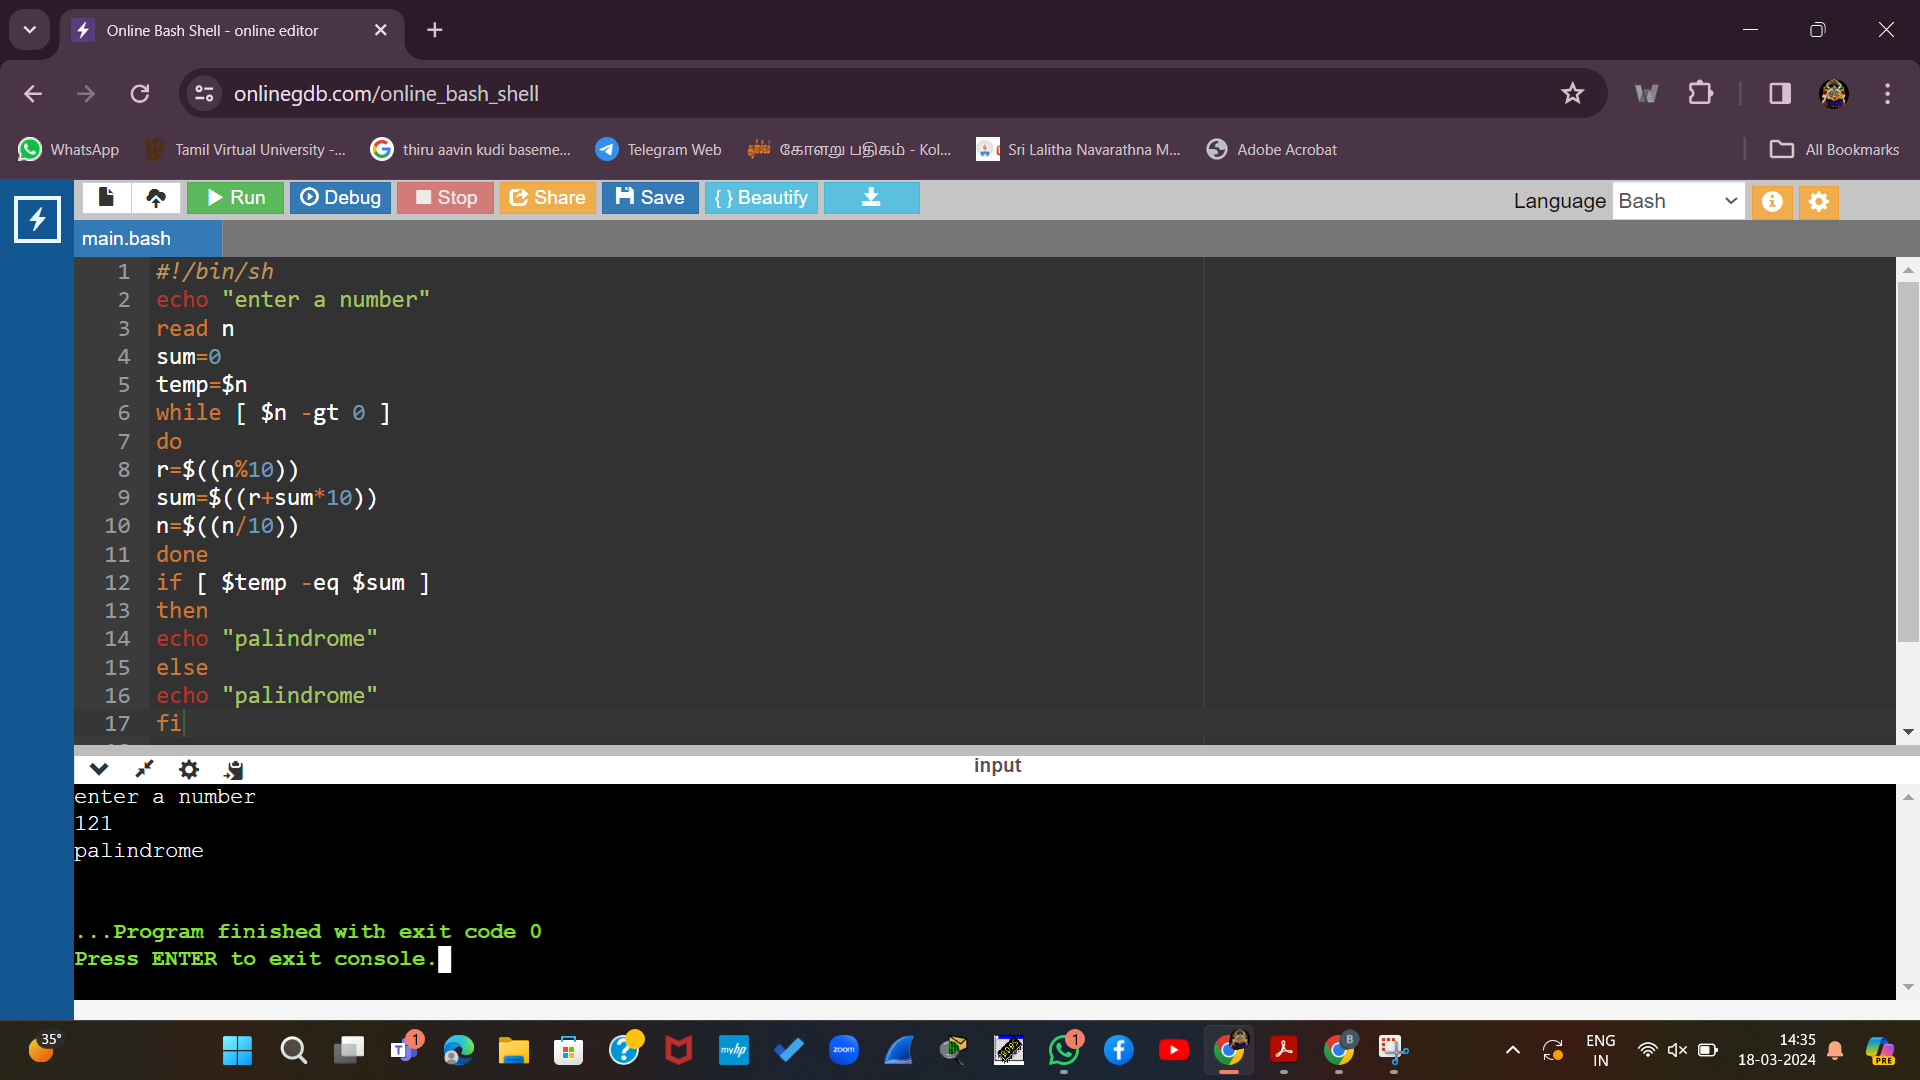 Online Bash Shell - online editor
onlinegdb.com/online_bash_shell
WhatsApp
Tamil Virtual University -...
thiru aavin kudi baseme...
Telegram Web
கோளறு பதிகம் - Kol...
Sri Lalitha Navarathna M...
Adobe Acrobat
All Bookmarks
Run
Debug
Stop
Share
Save
{ } Beautify
Language Bash
main.bash
1 #!/bin/sh
2 echo "enter a number"
3 read n
4 sum=0
5 temp=$n
6 while [ $n -gt 0 ]
7 do
8 r=$((n%10))
9 sum=$((r+sum*10))
10 n=$((n/10))
11 done
12 if [ $temp -eq $sum ]
13 then
14 echo "palindrome"
15 else
16 echo "palindrome"
17 fi
input
enter a number
121
palindrome
...Program finished with exit code 0
Press ENTER to exit console.
35°
1
myhp
zoom
1
B
ENG
IN
14:35
18-03-2024
PRE